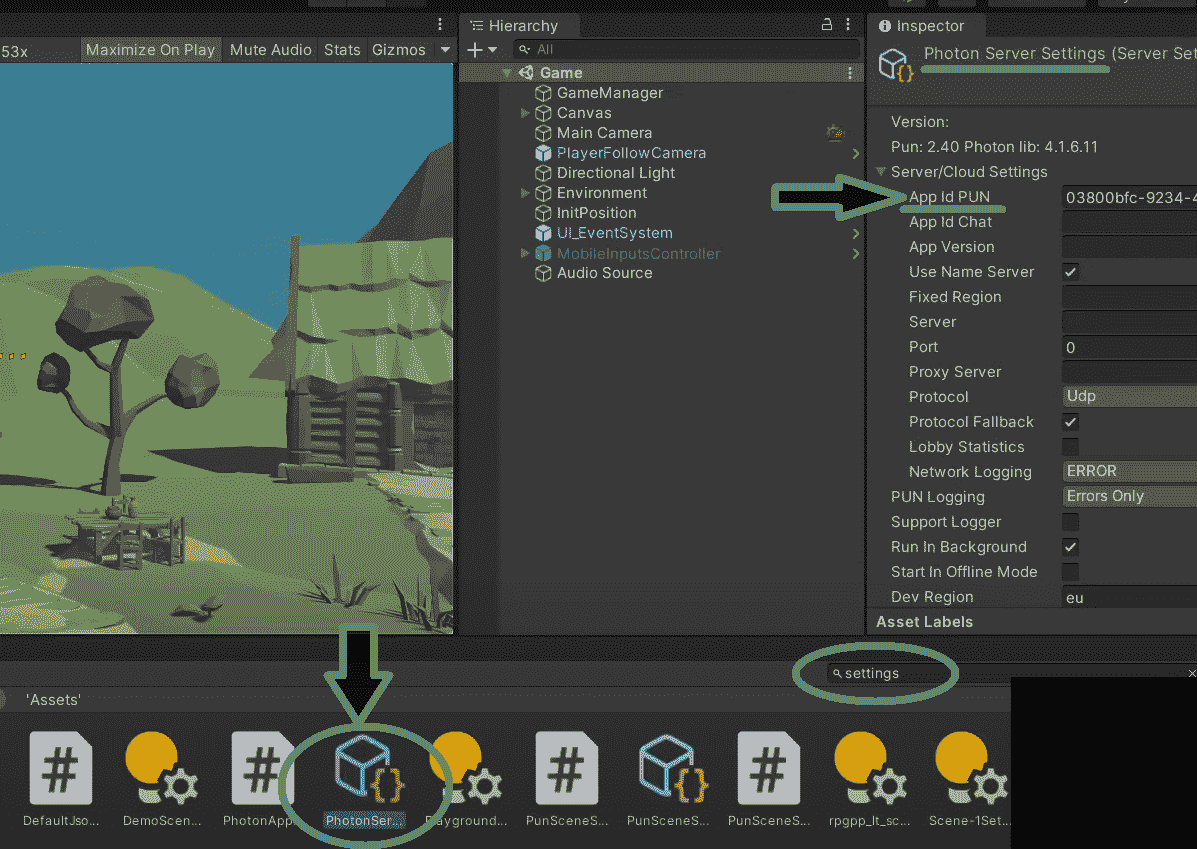 53x
Maximize On Play
Mute Audio
Stats
Gizmos
Hierarchy
All
Game
GameManager
Canvas
Main Camera
PlayerFollowCamera
Directional Light
Environment
InitPosition
UI_EventSystem
MobileInputsController
Audio Source
Inspector
Photon Server Settings (Server Set
Version:
Pun: 2.40 Photon lib: 4.1.6.11
Server/Cloud Settings
App Id PUN 03800bfc-9234-4
App Id Chat
App Version
Use Name Server
Fixed Region
Server
Port 0
Proxy Server
Protocol Udp
Protocol Fallback
Lobby Statistics
Network Logging ERROR
PUN Logging Errors Only
Support Logger
Run In Background
Start In Offline Mode
Dev Region eu
Asset Labels
settings
'Assets'
DefaultJso...
DemoScen...
PhotonApp
PhotonSer...
layground...
PunSceneS...
PunSceneS...
PunSceneS...
rpgpp_lt_sc...
Scene-1Set...